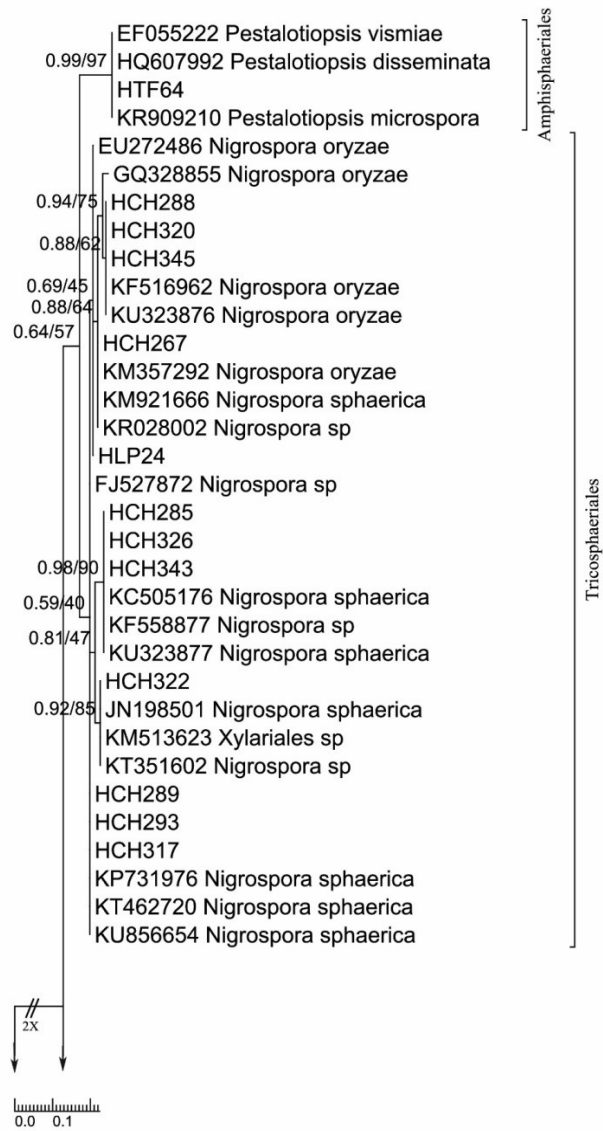 EF055222 Pestalotiopsis vismiae
0.99/97
HQ607992 Pestalotiopsis disseminata
HTF64
KR909210 Pestalotiopsis microspora
Amphisphaeriales
EU272486 Nigrospora oryzae
GQ328855 Nigrospora oryzae
0.94/75
HCH288
HCH320
0.88/62
HCH345
0.69/45
KF516962 Nigrospora oryzae
0.88/64
KU323876 Nigrospora oryzae
0.64/57
HCH267
KM357292 Nigrospora oryzae
KM921666 Nigrospora sphaerica
KR028002 Nigrospora sp
HLP24
FJ527872 Nigrospora sp
HCH285
HCH326
0.98/90
HCH343
0.59/40
KC505176 Nigrospora sphaerica
KF558877 Nigrospora sp
0.81/47
KU323877 Nigrospora sphaerica
HCH322
0.92/85
JN198501 Nigrospora sphaerica
KM513623 Xylariales sp
KT351602 Nigrospora sp
HCH289
HCH293
HCH317
KP731976 Nigrospora sphaerica
KT462720 Nigrospora sphaerica
KU856654 Nigrospora sphaerica
Tricosphaeriales
2X
0.0 0.1